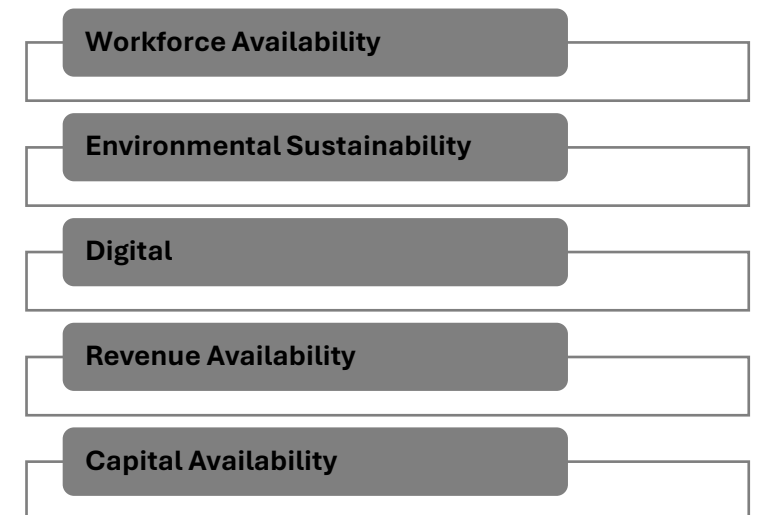 Workforce Availability
Environmental Sustainability
Digital
Revenue Availability
Capital Availability